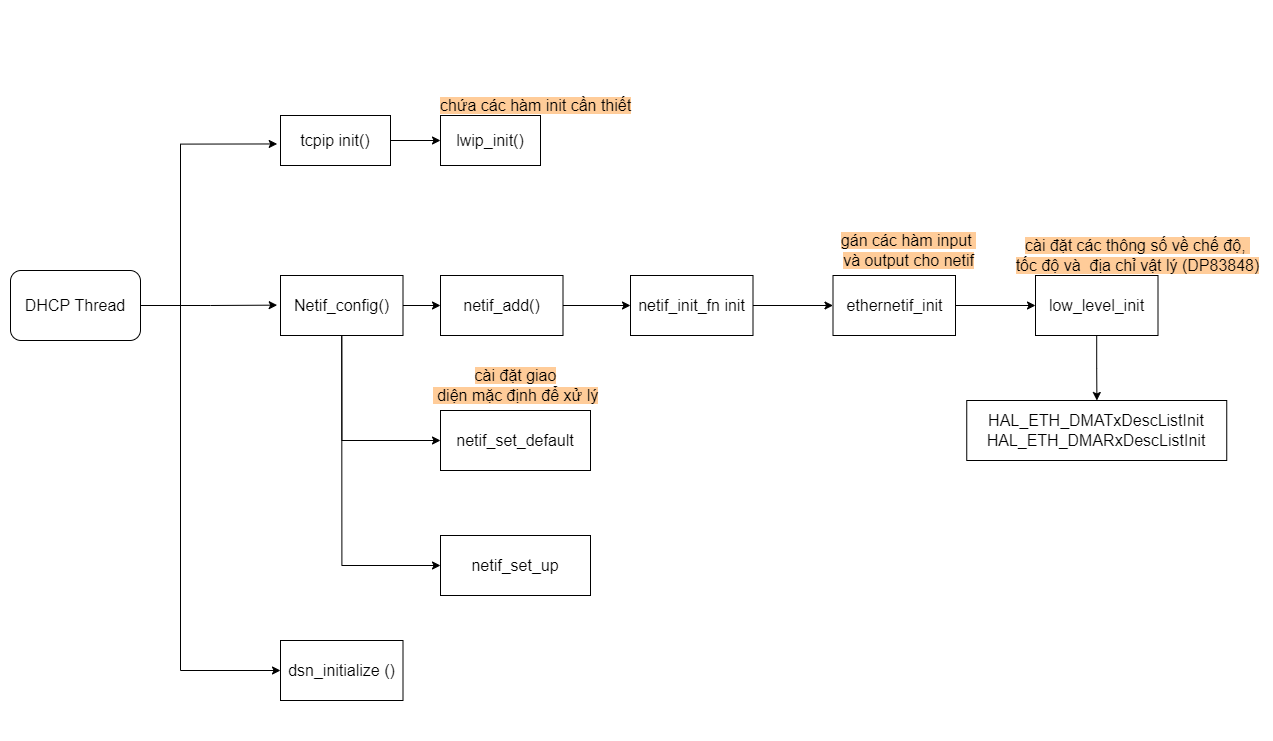 chứa các hàm init cần thiết
tcpip init()
lwip_init()
gán các hàm input
và output cho netif
cài đặt các thông số về chế độ,
tốc độ và địa chỉ vật lý (DP83848)
DHCP Thread
Netif_config()
netif_add()
netif_init_fn init
ethernetif_init
low_level_init
cài đặt giao
diện mặc định để xử lý
netif_set_default
HAL_ETH_DMATxDescListInit
HAL_ETH_DMARxDescListInit
netif_set_up
dsn_initialize ()